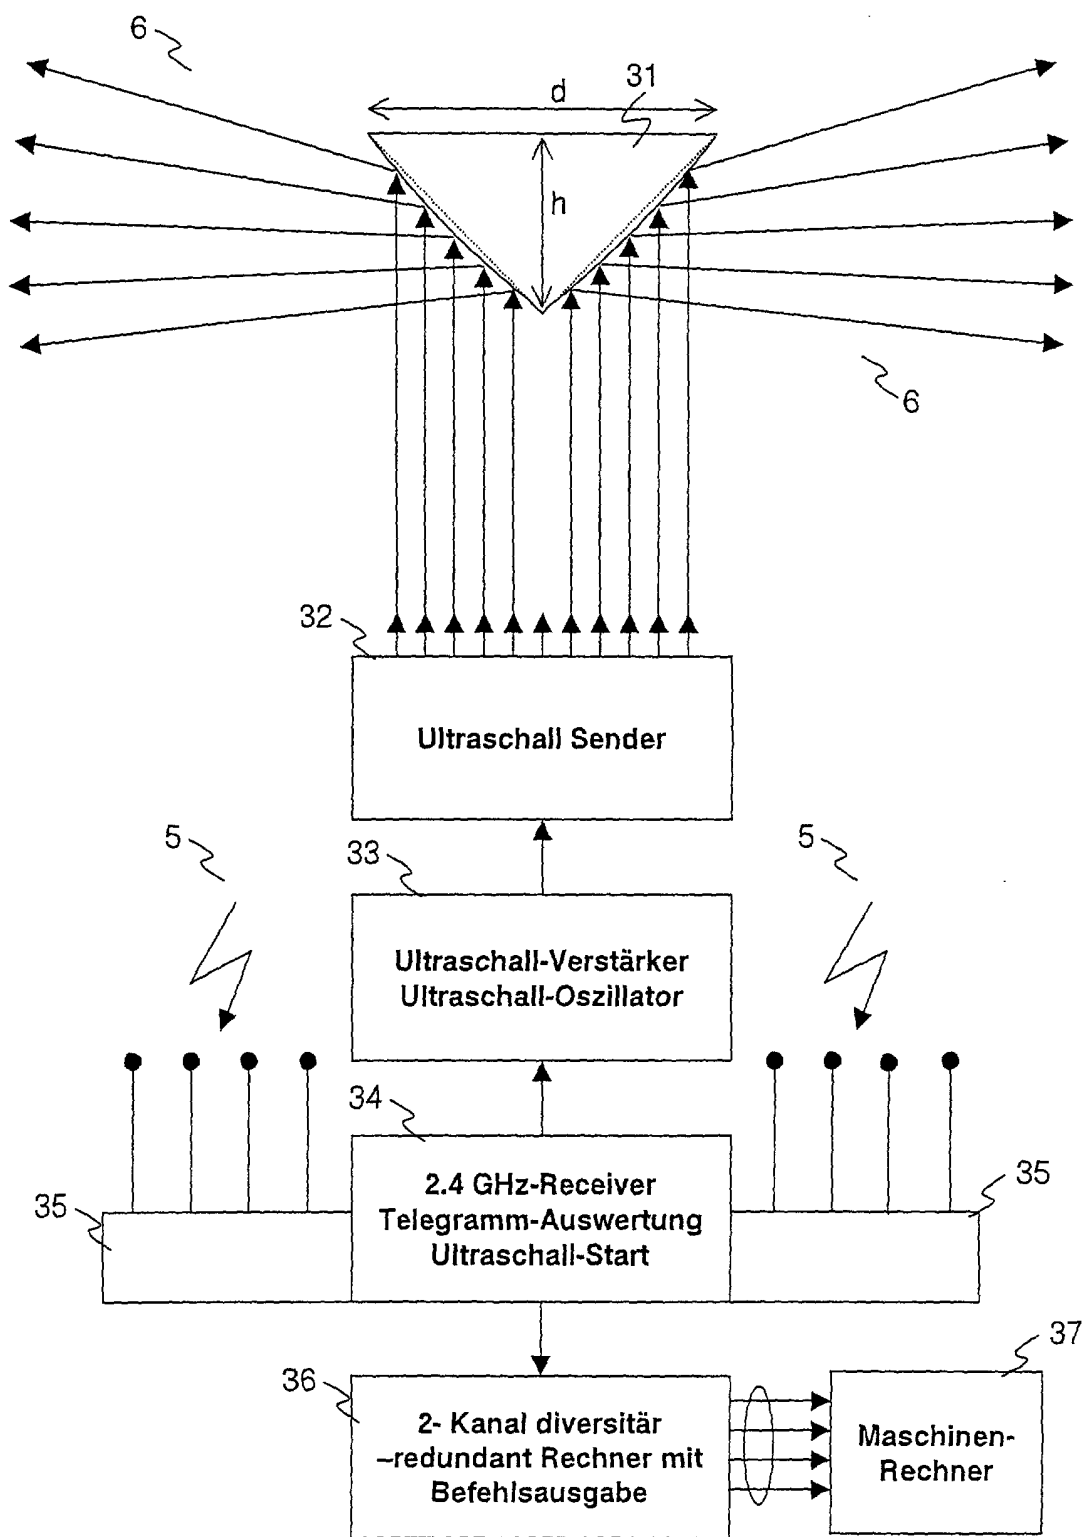 6
31
d
h
6
32
Ultraschall Sender
5
5
33
Ultraschall-Verstärker
Ultraschall-Oszillator
34
35
35
2.4 GHz-Receiver
Telegramm-Auswertung
Ultraschall-Start
37
36
2- Kanal diversitär
–redundant Rechner mit
Befehlsausgabe
Maschinen-
Rechner